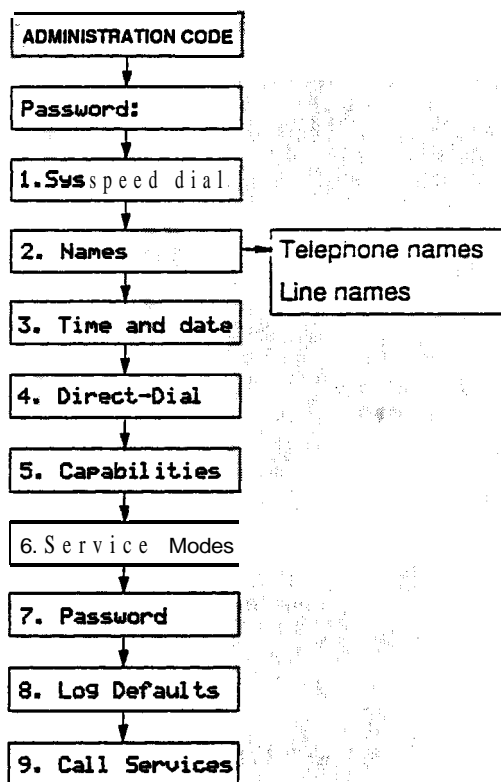 ADMINISTRATION CODE
Password:
1.Sys speed dial
2. Names
Telephone names
Line names
3. Time and date
4. Direct-Dial
5. Capabilities
6. Service Modes
7. Password
8. Log Defaults
9. Call Services